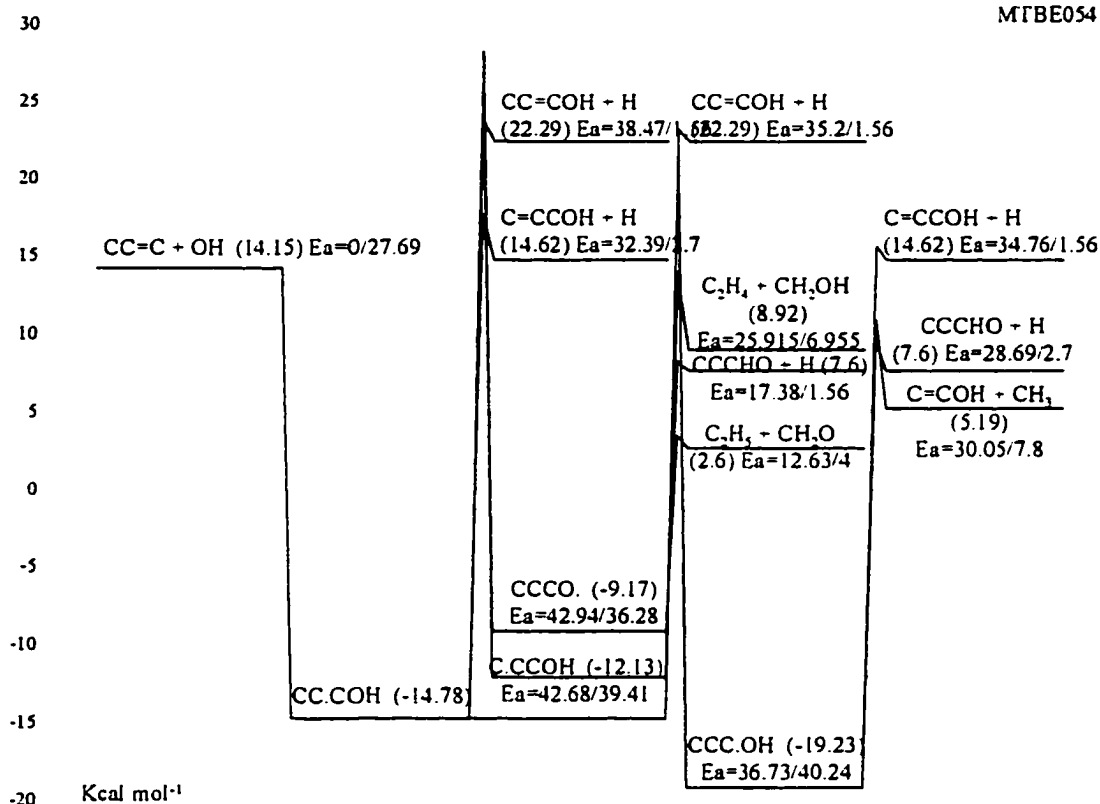 MTBE054
30
25
20
15
10
5
0
-5
-10
-15
-20
Kcal mol-1
CC=C + OH (14.15) Ea=0/27.69
CC.COH (-14.78)
CC=COH + H
(22.29) Ea=38.47/
C=CCOH + H
(14.62) Ea=32.39/2.7
CCCO. (-9.17)
Ea=42.94/36.28
C.CCOH (-12.13)
Ea=42.68/39.41
CC=COH + H
(22.29) Ea=35.2/1.56
C₂H₄ + CH₂OH
(8.92)
Ea=25.915/6.955
CCCHO + H (7.6)
Ea=17.38/1.56
C₂H₅ + CH₂O
(2.6) Ea=12.63/4
CCC.OH (-19.23)
Ea=36.73/40.24
C=CCOH + H
(14.62) Ea=34.76/1.56
CCCHO + H
(7.6) Ea=28.69/2.7
C=COH + CH₃
(5.19)
Ea=30.05/7.8